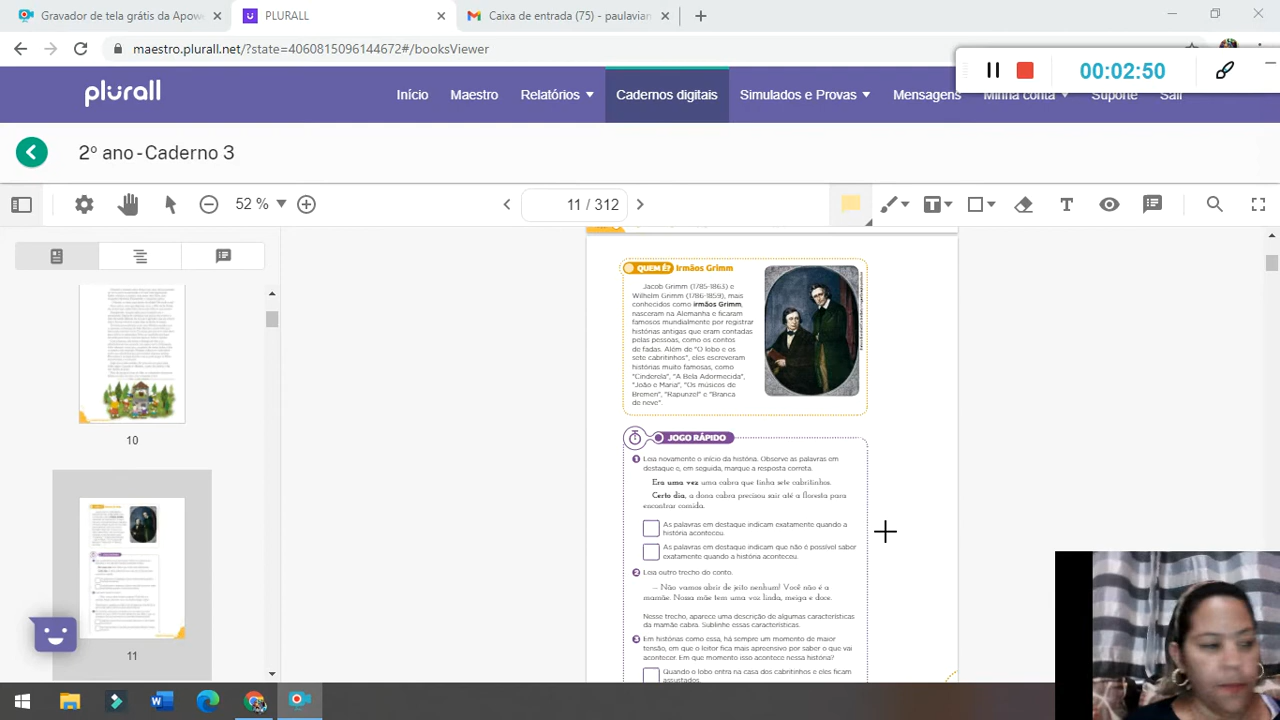 Gravador de tela grátis da Apowe
PLURALL
Caixa de entrada (75) - paulavian
maestro.plurall.net/?state=4060815096144672#/booksViewer
00:02:50
plurall
Início
Maestro
Relatórios
Cadernos digitais
Simulados e Provas
Mensagens
Minha conta
Suporte
Sair
2º ano - Caderno 3
52 %
11 / 312
10
11
QUEM É? Irmãos Grimm
Jacob Grimm (1785-1863) e
Wilhelm Grimm (1786-1859), mais
conhecidos como irmãos Grimm,
nasceram na Alemanha e ficaram
famosos mundialmente por registrar
histórias antigas que eram contadas
pelas pessoas, como os contos
de fadas. Além de "O lobo e os
sete cabritinhos", eles escreveram
histórias muito famosas, como
"Cinderela", "A Bela Adormecida",
"João e Maria", "Os músicos de
Bremen", "Rapunzel" e "Branca
de neve".
JOGO RÁPIDO
1 Leia novamente o início da história. Observe as palavras em
destaque e, em seguida, marque a resposta correta.
Era uma vez uma cabra que tinha sete cabritinhos.
Certo dia, a dona cabra precisou sair até a floresta para
encontrar comida.
As palavras em destaque indicam exatamente quando a
história aconteceu.
As palavras em destaque indicam que não é possível saber
exatamente quando a história aconteceu.
2 Leia outro trecho do conto.
— Não vamos abrir de jeito nenhum! Você não é a
mamãe. Nossa mãe tem uma voz linda, meiga e doce.
Nesse trecho, aparece uma descrição de algumas características
da mamãe cabra. Sublinhe essas características.
3 Em histórias como essa, há sempre um momento de maior
tensão, em que o leitor fica mais apreensivo por saber o que vai
acontecer. Em que momento isso acontece nessa história?
Quando o lobo entra na casa dos cabritinhos e eles ficam
assustados.